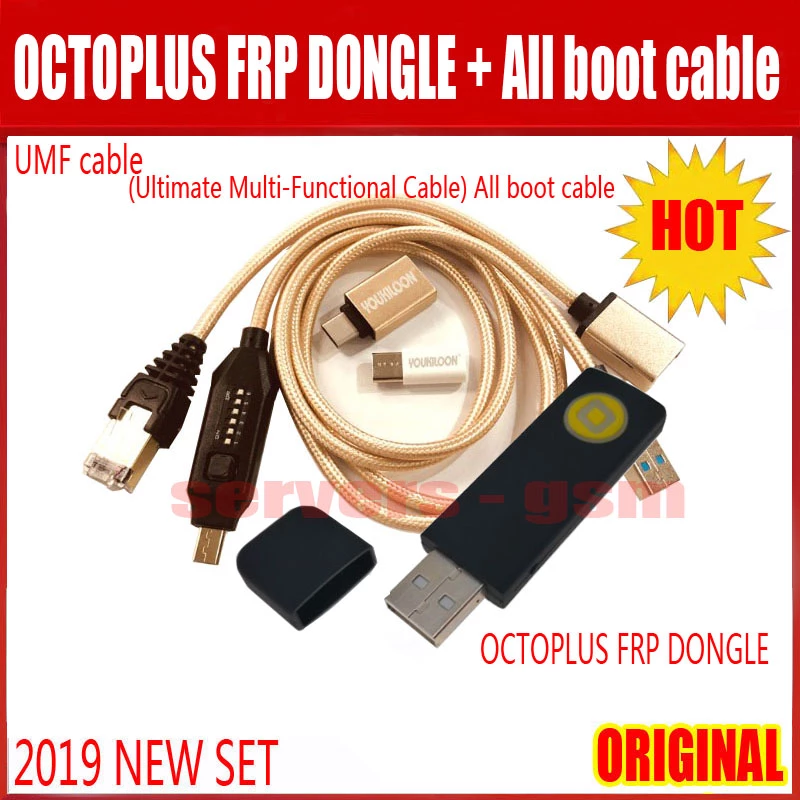 OCTOPLUS FRP DONGLE + All boot cable
UMF cable
(Ultimate Multi-Functional Cable) All boot cable
HOT
YOUKILOON
YOUKILOON
servers - gsm
OCTOPLUS FRP DONGLE
2019 NEW SET
ORIGINAL